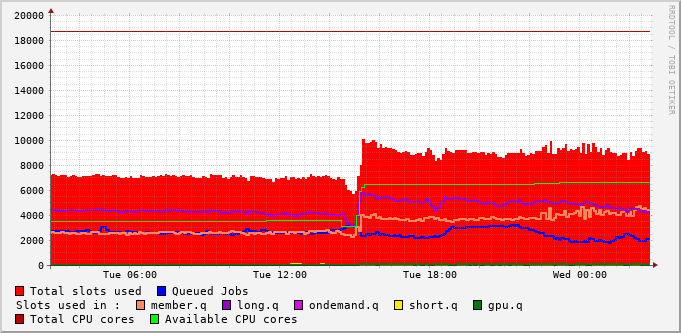 20000
18000
16000
14000
12000
10000
8000
6000
4000
2000
0
Tue 06:00 Tue 12:00 Tue 18:00 Wed 00:00
RRDTOOL / TOBI OETIKER
Total slots used Queued Jobs
Slots used in : member.q long.q ondemand.q short.q gpu.q
Total CPU cores Available CPU cores